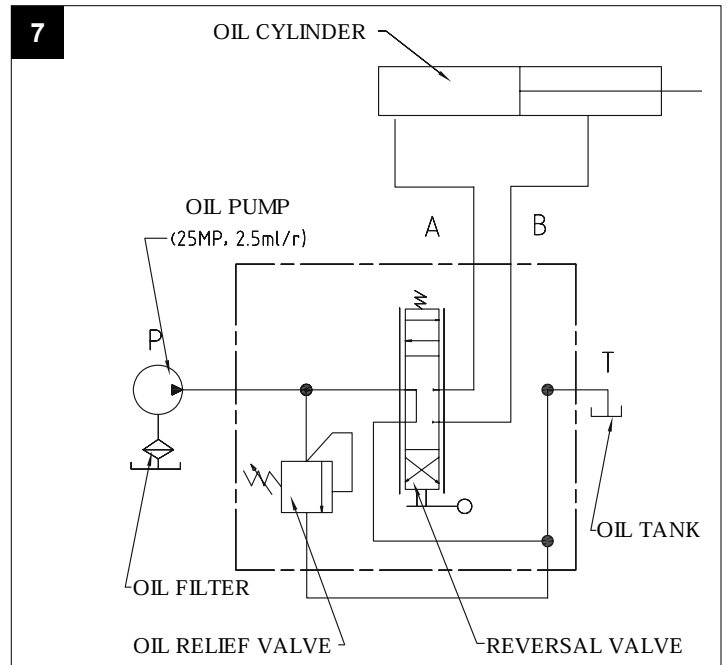 7
OIL CYLINDER
OIL PUMP
(25MP, 2.5ml/r)
A
B
P
T
OIL TANK
OIL FILTER
OIL RELIEF VALVE
REVERSAL VALVE